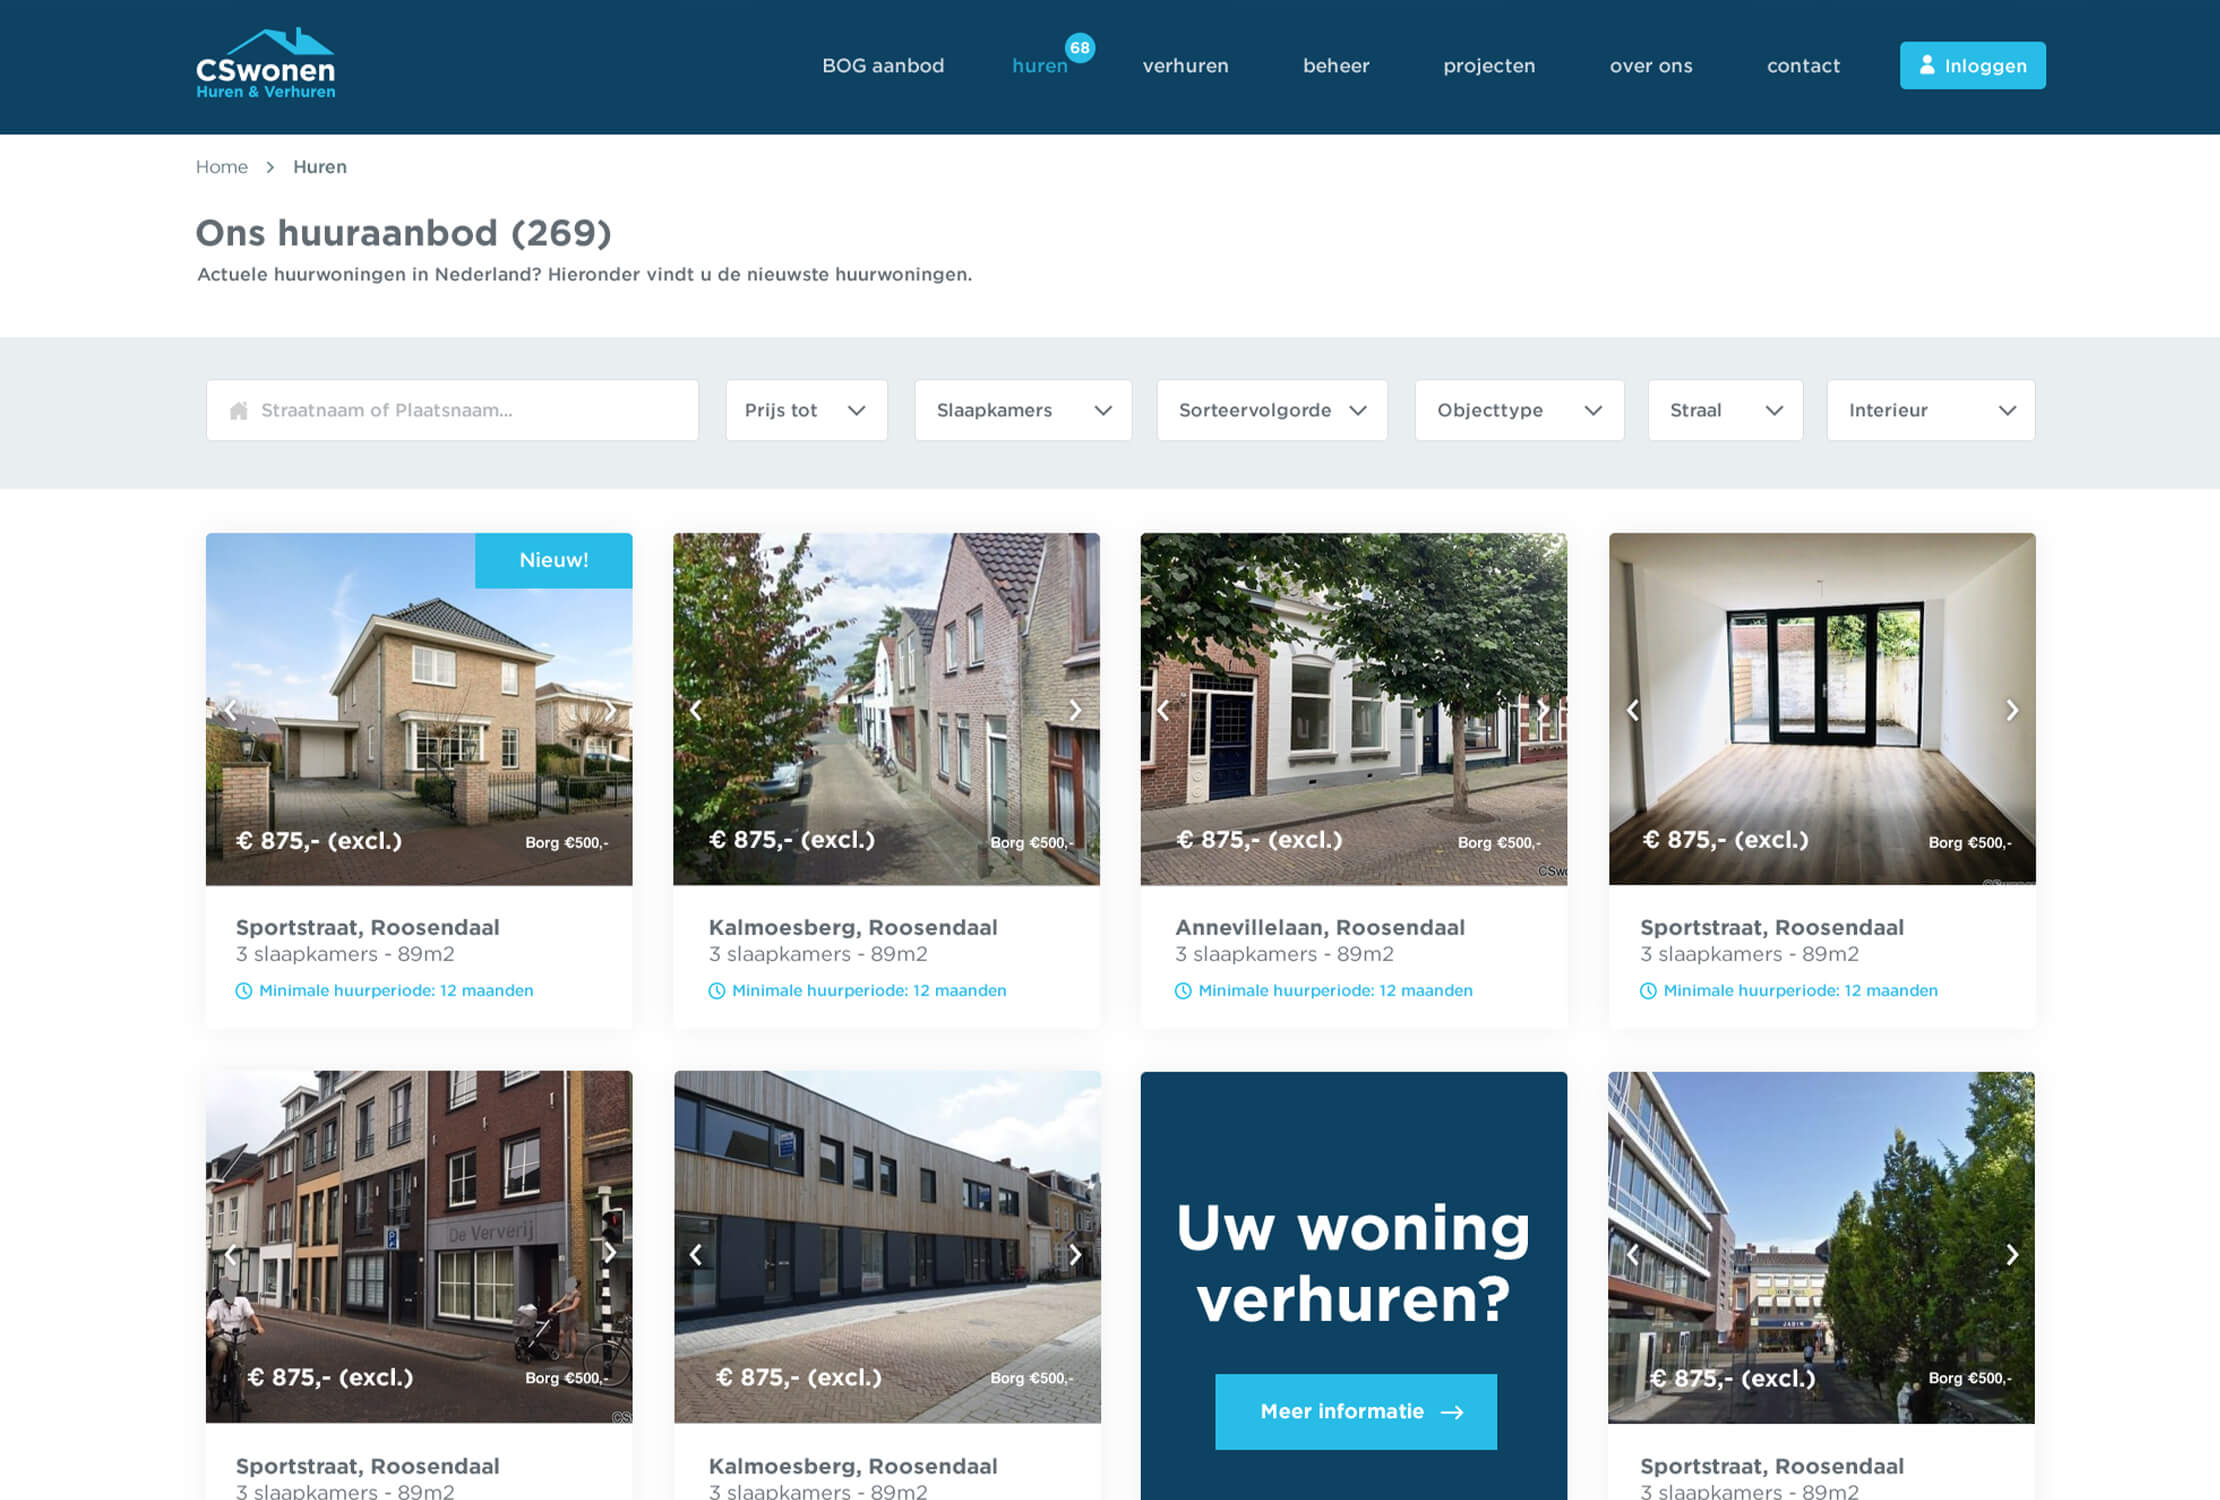 CSwonen
Huren & Verhuren
BOG aanbod
huren
68
verhuren
beheer
projecten
over ons
contact
Inloggen
Home > Huren
Ons huuraanbod (269)
Actuele huurwoningen in Nederland? Hieronder vindt u de nieuwste huurwoningen.
Straatnaam of Plaatsnaam...
Prijs tot
Slaapkamers
Sorteervolgorde
Objecttype
Straal
Interieur
Nieuw!
€ 875,- (excl.)
Borg €500,-
Sportstraat, Roosendaal
3 slaapkamers - 89m2
Minimale huurperiode: 12 maanden
€ 875,- (excl.)
Borg €500,-
Kalmoesberg, Roosendaal
3 slaapkamers - 89m2
Minimale huurperiode: 12 maanden
€ 875,- (excl.)
Borg €500,-
CSwo
Annevillelaan, Roosendaal
3 slaapkamers - 89m2
Minimale huurperiode: 12 maanden
€ 875,- (excl.)
Borg €500,-
Sportstraat, Roosendaal
3 slaapkamers - 89m2
Minimale huurperiode: 12 maanden
De Ververij
P
€ 875,- (excl.)
Borg €500,-
CS
Sportstraat, Roosendaal
3 slaapkamers - 89m2
€ 875,- (excl.)
Borg €500,-
Kalmoesberg, Roosendaal
3 slaapkamers - 89m2
Uw woning
verhuren?
Meer informatie
JAMIN
€ 875,- (excl.)
Borg €500,-
Sportstraat, Roosendaal
3 slaapkamers - 89m2